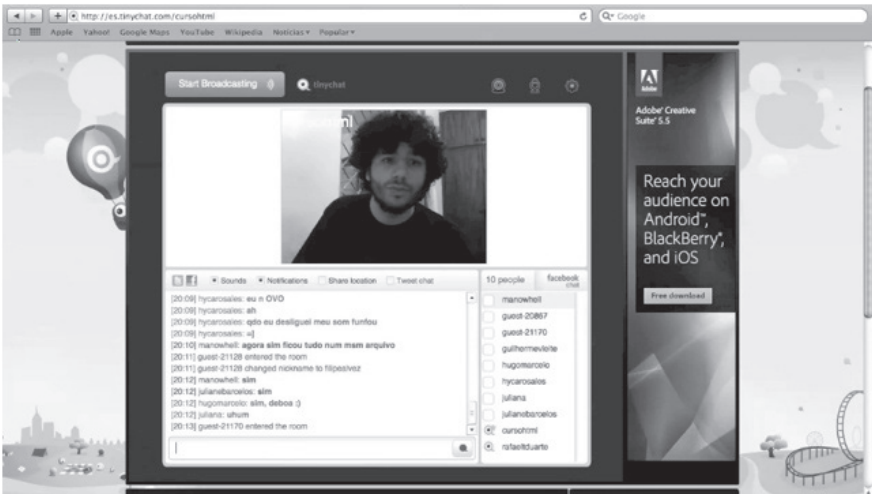 http://es.tinychat.com/cursohtml
Google
Apple Yahoo! Google Maps YouTube Wikipedia Noticias Popular
Start Broadcasting
tinychat
Adobe
Adobe® Creative
Suite® 5.5
Reach your
audience on
Android™,
BlackBerry®,
and iOS
Free download
Sounds Notifications Share location Tweet chat
[20:09] hycarosales: eu n OVO
[20:09] hycarosales: ah
[20:09] hycarosales: qdo eu desliguei meu som funfou
[20:09] hycarosales: =]
[20:10] manowhell: agora sim ficou tudo num msm arquivo
[20:11] guest-21128 entered the room
[20:11] guest-21128 changed nickname to filipealvez
[20:12] manowhell: sim
[20:12] julianebarcelos: sim
[20:12] hugomarcelo: sim, deboa :)
[20:12] juliana: uhum
[20:13] guest-21170 entered the room
10 people
facebook
chat
manowhell
guest-20867
guest-21170
guilhermevleite
hugomarcelo
hycarosales
juliana
julianebarcelos
cursohtml
rafaeltduarte